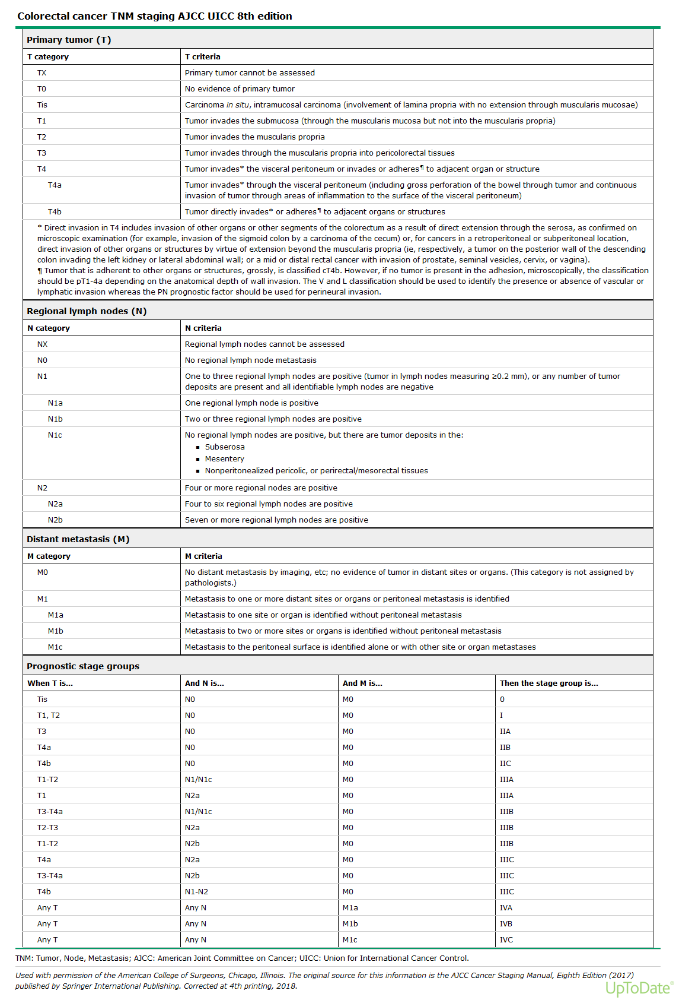 Colorectal cancer TNM staging AJCC UICC 8th edition
Primary tumor (T)
T category T criteria
TX Primary tumor cannot be assessed
T0 No evidence of primary tumor
Tis Carcinoma in situ, intramucosal carcinoma (involvement of lamina propria with no extension through muscularis mucosae)
T1 Tumor invades the submucosa (through the muscularis mucosa but not into the muscularis propria)
T2 Tumor invades the muscularis propria
T3 Tumor invades through the muscularis propria into pericolorectal tissues
T4 Tumor invades* the visceral peritoneum or invades or adheres¶ to adjacent organ or structure
T4a Tumor invades* through the visceral peritoneum (including gross perforation of the bowel through tumor and continuous
invasion of tumor through areas of inflammation to the surface of the visceral peritoneum)
T4b Tumor directly invades* or adheres¶ to adjacent organs or structures
* Direct invasion in T4 includes invasion of other organs or other segments of the colorectum as a result of direct extension through the serosa, as confirmed on
microscopic examination (for example, invasion of the sigmoid colon by a carcinoma of the cecum) or, for cancers in a retroperitoneal or subperitoneal location,
direct invasion of other organs or structures by virtue of extension beyond the muscularis propria (ie, respectively, a tumor on the posterior wall of the descending
colon invading the left kidney or lateral abdominal wall; or a mid or distal rectal cancer with invasion of prostate, seminal vesicles, cervix, or vagina).
¶ Tumor that is adherent to other organs or structures, grossly, is classified cT4b. However, if no tumor is present in the adhesion, microscopically, the classification
should be pT1-4a depending on the anatomical depth of wall invasion. The V and L classification should be used to identify the presence or absence of vascular or
lymphatic invasion whereas the PN prognostic factor should be used for perineural invasion.
Regional lymph nodes (N)
N category N criteria
NX Regional lymph nodes cannot be assessed
N0 No regional lymph node metastasis
N1 One to three regional lymph nodes are positive (tumor in lymph nodes measuring ≥0.2 mm), or any number of tumor
deposits are present and all identifiable lymph nodes are negative
N1a One regional lymph node is positive
N1b Two or three regional lymph nodes are positive
N1c No regional lymph nodes are positive, but there are tumor deposits in the:
▪ Subserosa
▪ Mesentery
▪ Nonperitonealized pericolic, or perirectal/mesorectal tissues
N2 Four or more regional nodes are positive
N2a Four to six regional lymph nodes are positive
N2b Seven or more regional lymph nodes are positive
Distant metastasis (M)
M category M criteria
M0 No distant metastasis by imaging, etc; no evidence of tumor in distant sites or organs. (This category is not assigned by
pathologists.)
M1 Metastasis to one or more distant sites or organs or peritoneal metastasis is identified
M1a Metastasis to one site or organ is identified without peritoneal metastasis
M1b Metastasis to two or more sites or organs is identified without peritoneal metastasis
M1c Metastasis to the peritoneal surface is identified alone or with other site or organ metastases
Prognostic stage groups
When T is... And N is... And M is... Then the stage group is...
Tis N0 M0 0
T1, T2 N0 M0 I
T3 N0 M0 IIA
T4a N0 M0 IIB
T4b N0 M0 IIC
T1-T2 N1/N1c M0 IIIA
T1 N2a M0 IIIA
T3-T4a N1/N1c M0 IIIB
T2-T3 N2a M0 IIIB
T1-T2 N2b M0 IIIB
T4a N2a M0 IIIC
T3-T4a N2b M0 IIIC
T4b N1-N2 M0 IIIC
Any T Any N M1a IVA
Any T Any N M1b IVB
Any T Any N M1c IVC
TNM: Tumor, Node, Metastasis; AJCC: American Joint Committee on Cancer; UICC: Union for International Cancer Control.
Used with permission of the American College of Surgeons, Chicago, Illinois. The original source for this information is the AJCC Cancer Staging Manual, Eighth Edition (2017)
published by Springer International Publishing. Corrected at 4th printing, 2018.
UpToDate®